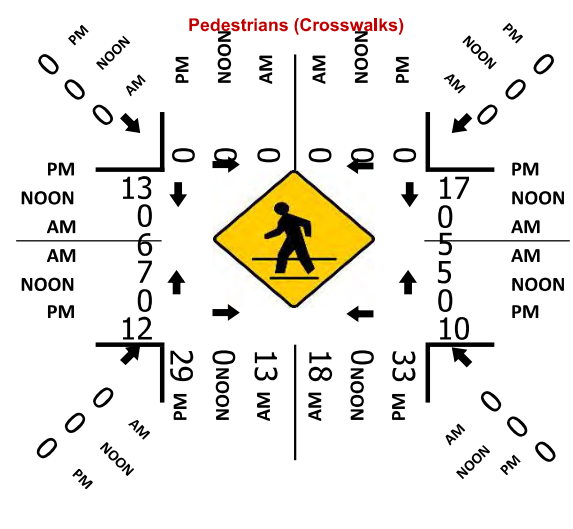 Pedestrians (Crosswalks)
PM NOON AM
0 0 0
PM NOON AM AM NOON PM
0 0 0 0 0 0
PM NOON AM
0 0 0
PM 13 17 PM
NOON 0 0 NOON
AM 6 5 AM
AM 7 5 AM
NOON 0 0 NOON
PM 12 10 PM
29 0 13 18 0 33
PM NOON AM AM NOON PM
0 0 0
AM NOON PM
0 0 0
AM NOON PM